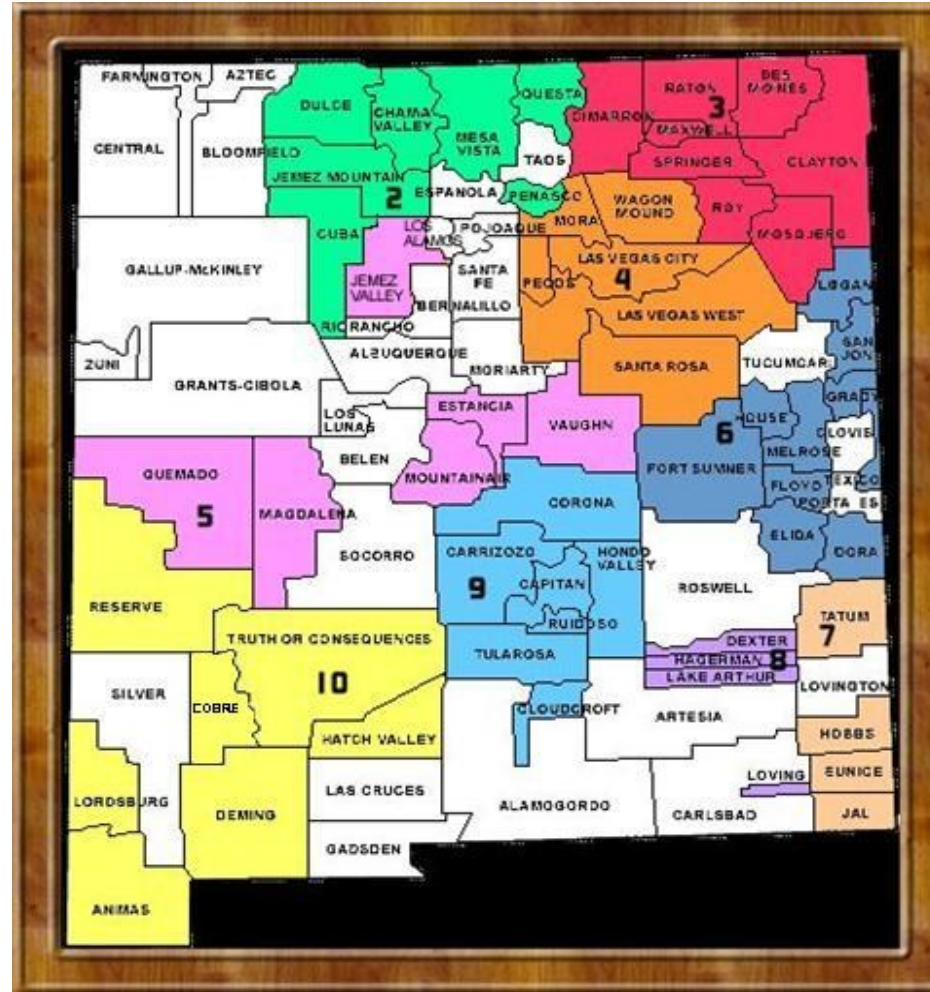 FARMINGTON
AZTEC
DULCE
CHAMA
VALLEY
MESA
VISTA
QUESTA
CIMARRON
RATON
3
DES
MOINES
MAXWELL
CENTRAL
BLOOMFIELD
TAOS
SPRINGER
CLAYTON
JEMEZ MOUNTAIN
2
ESPANOLA
PENASCO
MORA
WAGON
MOUND
ROY
MOSQUERO
CUBA
LOS
ALAMOS
POJOAQUE
GALLUP-McKINLEY
JEMEZ
VALLEY
SANTA
FE
PECOS
LAS VEGAS CITY
4
LOGAN
BERNALILLO
LAS VEGAS WEST
RIO RANCHO
ZUNI
ALBUQUERQUE
MORIARTY
SANTA ROSA
TUCUMCARI
SAN
JON
GRANTS-CIBOLA
ESTANCIA
LOS
LUNAS
VAUGHN
HOUSE
GRADY
6
CLOVIS
BELEN
MELROSE
QUEMADO
MOUNTAINAIR
FORT SUMNER
FLOYD
TEXICO
PORTALES
5
MAGDALENA
CORONA
SOCORRO
CARRIZOZO
HONDO
VALLEY
ELIDA
DORA
9
CAPITAN
ROSWELL
RESERVE
RUIDOSO
TATUM
7
TRUTH OR CONSEQUENCES
TULAROSA
DEXTER
HAGERMAN
8
LAKE ARTHUR
10
SILVER
COBRE
LOVINGTON
CLOUDCROFT
ARTESIA
HATCH VALLEY
HOBBS
LORDSBURG
DEMING
LAS CRUCES
ALAMOGORDO
LOVING
EUNICE
CARLSBAD
JAL
GADSDEN
ANIMAS